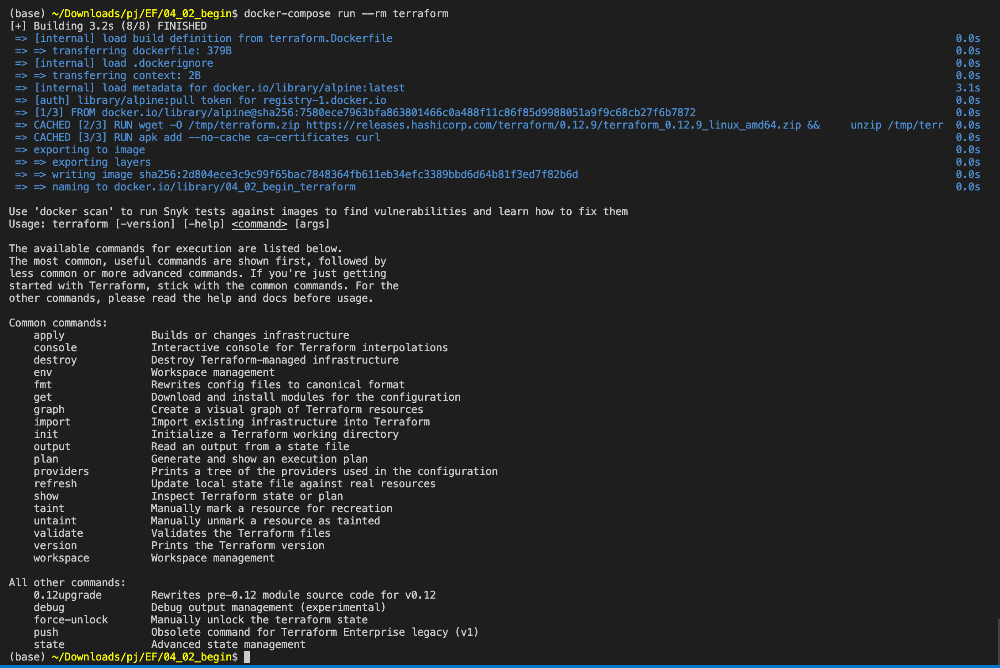 (base) ~/Downloads/pj/EF/04_02_begin$ docker-compose run --rm terraform
[+] Building 3.2s (8/8) FINISHED
=> [internal] load build definition from terraform.Dockerfile 0.0s
=> => transferring dockerfile: 379B 0.0s
=> [internal] load .dockerignore 0.0s
=> => transferring context: 2B 0.0s
=> [internal] load metadata for docker.io/library/alpine:latest 3.1s
=> [auth] library/alpine:pull token for registry-1.docker.io 0.0s
=> [1/3] FROM docker.io/library/alpine@sha256:7580ece7963bfa863801466c0a488f11c86f85d9988051a9f9c68cb27f6b7872 0.0s
=> CACHED [2/3] RUN wget -O /tmp/terraform.zip https://releases.hashicorp.com/terraform/0.12.9/terraform_0.12.9_linux_amd64.zip && unzip /tmp/terr 0.0s
=> CACHED [3/3] RUN apk add --no-cache ca-certificates curl 0.0s
=> exporting to image 0.0s
=> => exporting layers 0.0s
=> => writing image sha256:2d804ece3c9c99f65bac7848364fb611eb34efc3389bbd6d64b81f3ed7f82b6d 0.0s
=> => naming to docker.io/library/04_02_begin_terraform 0.0s
Use 'docker scan' to run Snyk tests against images to find vulnerabilities and learn how to fix them
Usage: terraform [-version] [-help] <command> [args]
The available commands for execution are listed below.
The most common, useful commands are shown first, followed by
less common or more advanced commands. If you're just getting
started with Terraform, stick with the common commands. For the
other commands, please read the help and docs before usage.
Common commands:
apply Builds or changes infrastructure
console Interactive console for Terraform interpolations
destroy Destroy Terraform-managed infrastructure
env Workspace management
fmt Rewrites config files to canonical format
get Download and install modules for the configuration
graph Create a visual graph of Terraform resources
import Import existing infrastructure into Terraform
init Initialize a Terraform working directory
output Read an output from a state file
plan Generate and show an execution plan
providers Prints a tree of the providers used in the configuration
refresh Update local state file against real resources
show Inspect Terraform state or plan
taint Manually mark a resource for recreation
untaint Manually unmark a resource as tainted
validate Validates the Terraform files
version Prints the Terraform version
workspace Workspace management
All other commands:
0.12upgrade Rewrites pre-0.12 module source code for v0.12
debug Debug output management (experimental)
force-unlock Manually unlock the terraform state
push Obsolete command for Terraform Enterprise legacy (v1)
state Advanced state management
(base) ~/Downloads/pj/EF/04_02_begin$